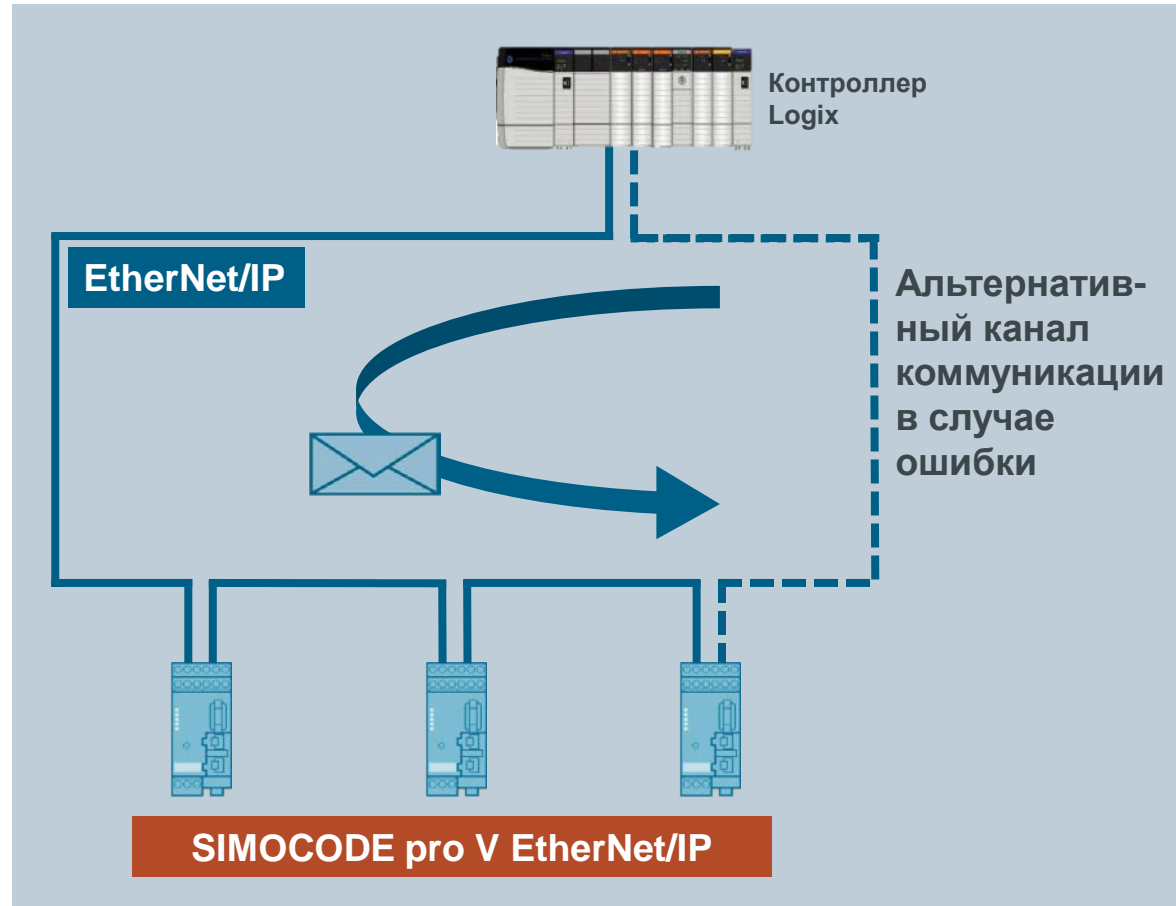 Контроллер
Logix
EtherNet/IP
Альтернатив-
ный канал
коммуникации
в случае
ошибки
SIMOCODE pro V EtherNet/IP